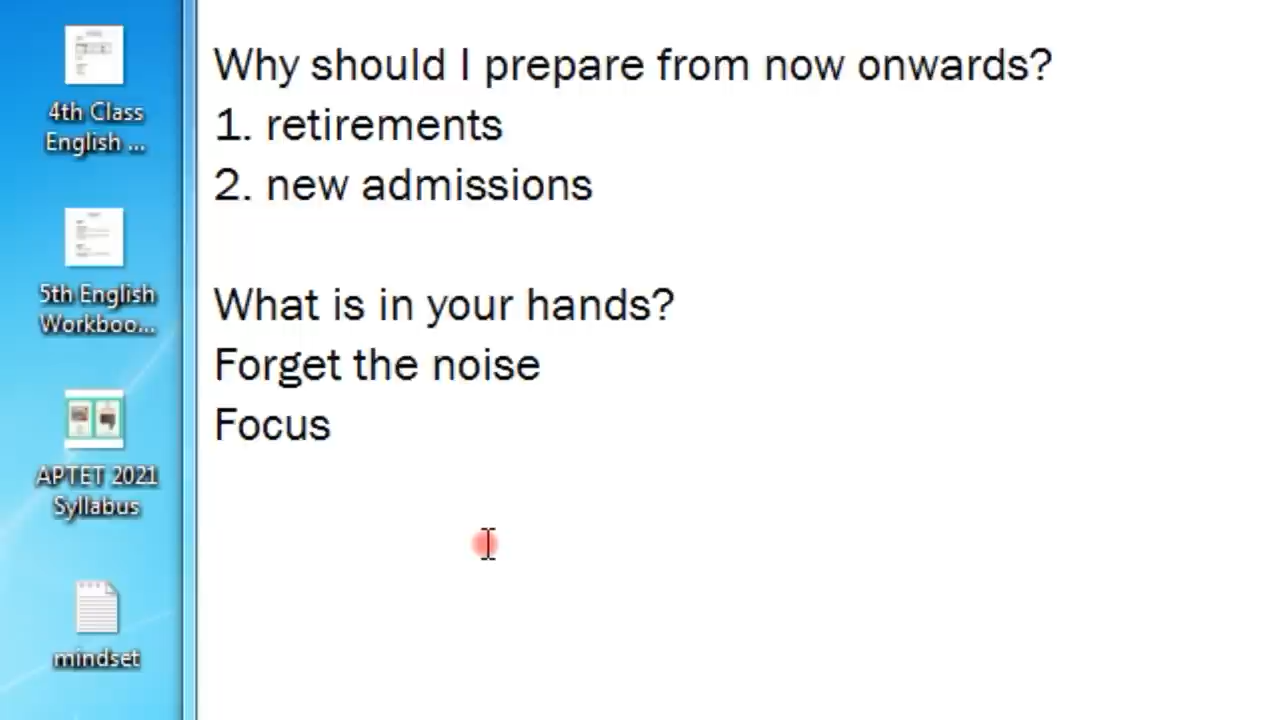 4th Class
English ...
5th English
Workboo...
APTET 2021
Syllabus
mindset
Why should I prepare from now onwards?
1. retirements
2. new admissions
What is in your hands?
Forget the noise
Focus